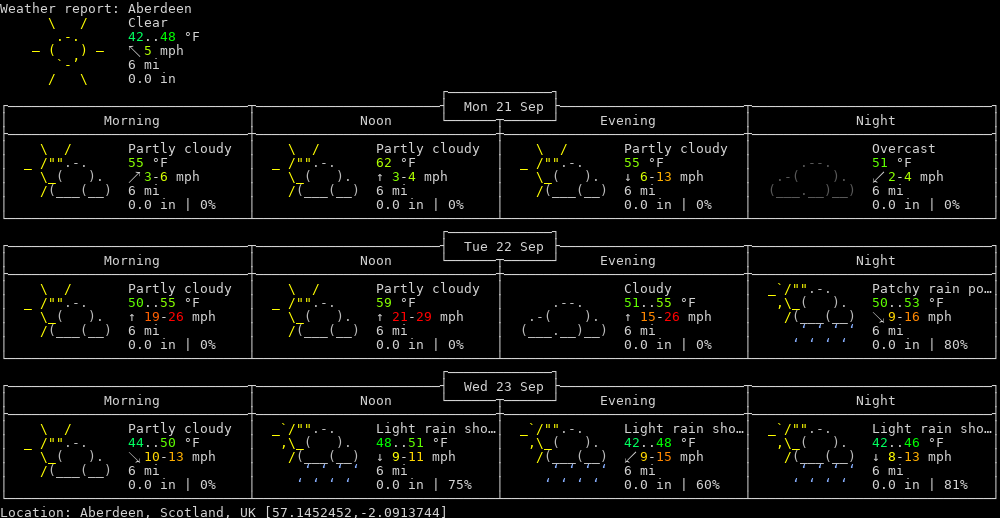 Weather report: Aberdeen
Clear
42..48 °F
↖ 5 mph
6 mi
0.0 in
Mon 21 Sep
Morning Noon Evening Night
Partly cloudy Partly cloudy Partly cloudy Overcast
55 °F 62 °F 55 °F 51 °F
↗ 3-6 mph ↑ 3-4 mph ↓ 6-13 mph ↙ 2-4 mph
6 mi 6 mi 6 mi 6 mi
0.0 in | 0% 0.0 in | 0% 0.0 in | 0% 0.0 in | 0%
Tue 22 Sep
Morning Noon Evening Night
Partly cloudy Partly cloudy Cloudy Patchy rain po…
50..55 °F 59 °F 51..55 °F 50..53 °F
↑ 19-26 mph ↑ 21-29 mph ↑ 15-26 mph ↘ 9-16 mph
6 mi 6 mi 6 mi 6 mi
0.0 in | 0% 0.0 in | 0% 0.0 in | 0% 0.0 in | 80%
Wed 23 Sep
Morning Noon Evening Night
Partly cloudy Light rain sho… Light rain sho… Light rain sho…
44..50 °F 48..51 °F 42..48 °F 42..46 °F
↘ 10-13 mph ↓ 9-11 mph ↙ 9-15 mph ↓ 8-13 mph
6 mi 6 mi 6 mi 6 mi
0.0 in | 0% 0.0 in | 75% 0.0 in | 60% 0.0 in | 81%
Location: Aberdeen, Scotland, UK [57.1452452,-2.0913744]